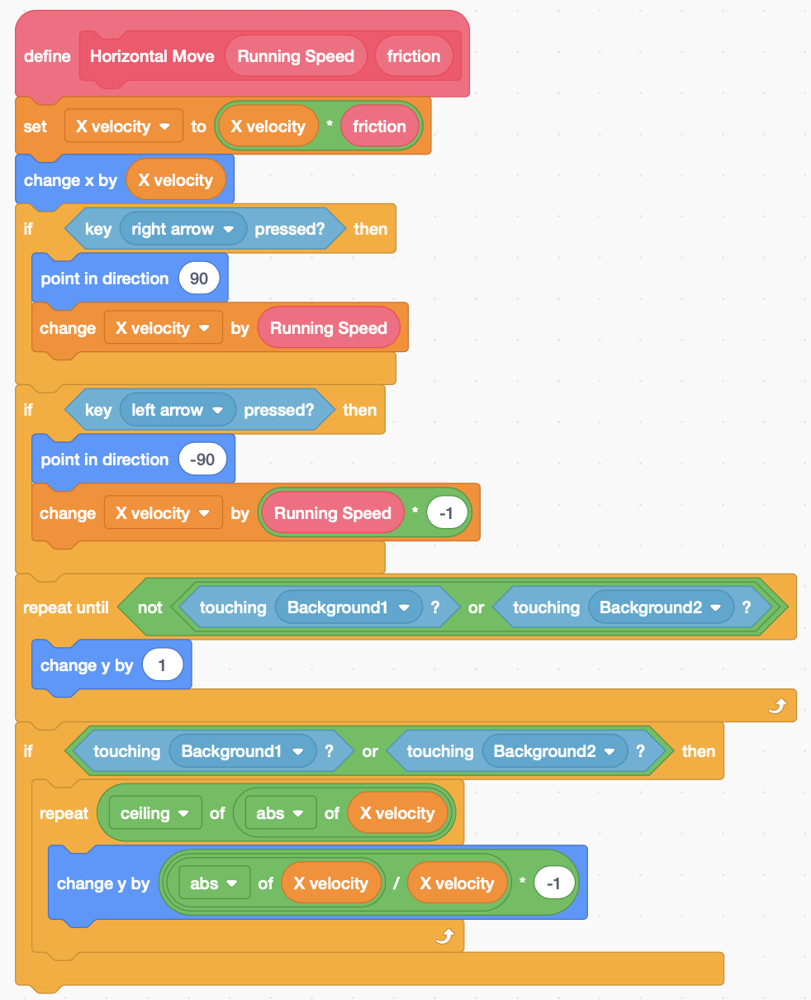 define Horizontal Move Running Speed friction
set X velocity to X velocity * friction
change x by X velocity
if key right arrow pressed? then
point in direction 90
change X velocity by Running Speed
if key left arrow pressed? then
point in direction -90
change X velocity by Running Speed * -1
repeat until not touching Background1 ? or touching Background2 ?
change y by 1
if touching Background1 ? or touching Background2 ? then
repeat ceiling of abs of X velocity
change y by abs of X velocity / X velocity * -1